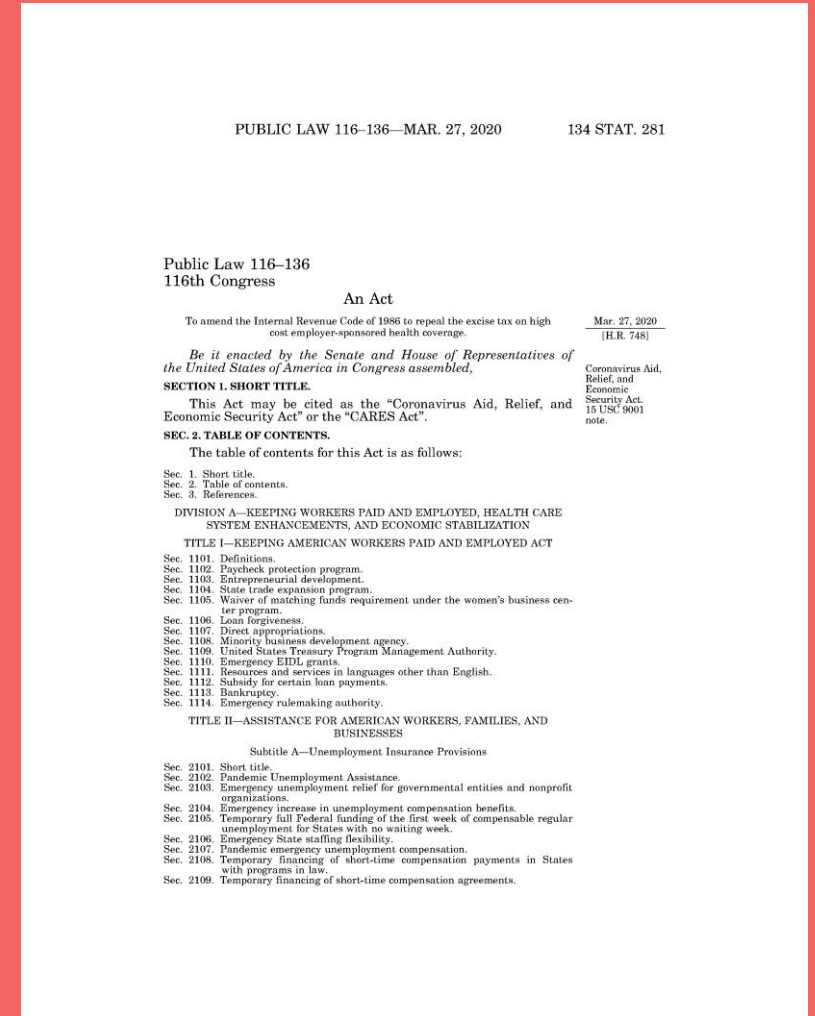 PUBLIC LAW 116–136—MAR. 27, 2020 134 STAT. 281
Public Law 116–136
116th Congress
An Act
To amend the Internal Revenue Code of 1986 to repeal the excise tax on high
cost employer-sponsored health coverage.
Mar. 27, 2020
[H.R. 748]
Be it enacted by the Senate and House of Representatives of
the United States of America in Congress assembled,
Coronavirus Aid,
Relief, and
Economic
Security Act.
15 USC 9001
note.
SECTION 1. SHORT TITLE.
This Act may be cited as the “Coronavirus Aid, Relief, and
Economic Security Act” or the “CARES Act”.
SEC. 2. TABLE OF CONTENTS.
The table of contents for this Act is as follows:
Sec. 1. Short title.
Sec. 2. Table of contents.
Sec. 3. References.
DIVISION A—KEEPING WORKERS PAID AND EMPLOYED, HEALTH CARE
SYSTEM ENHANCEMENTS, AND ECONOMIC STABILIZATION
TITLE I—KEEPING AMERICAN WORKERS PAID AND EMPLOYED ACT
Sec. 1101. Definitions.
Sec. 1102. Paycheck protection program.
Sec. 1103. Entrepreneurial development.
Sec. 1104. State trade expansion program.
Sec. 1105. Waiver of matching funds requirement under the women’s business cen-
ter program.
Sec. 1106. Loan forgiveness.
Sec. 1107. Direct appropriations.
Sec. 1108. Minority business development agency.
Sec. 1109. United States Treasury Program Management Authority.
Sec. 1110. Emergency EIDL grants.
Sec. 1111. Resources and services in languages other than English.
Sec. 1112. Subsidy for certain loan payments.
Sec. 1113. Bankruptcy.
Sec. 1114. Emergency rulemaking authority.
TITLE II—ASSISTANCE FOR AMERICAN WORKERS, FAMILIES, AND
BUSINESSES
Subtitle A—Unemployment Insurance Provisions
Sec. 2101. Short title.
Sec. 2102. Pandemic Unemployment Assistance.
Sec. 2103. Emergency unemployment relief for governmental entities and nonprofit
organizations.
Sec. 2104. Emergency increase in unemployment compensation benefits.
Sec. 2105. Temporary full Federal funding of the first week of compensable regular
unemployment for States with no waiting week.
Sec. 2106. Emergency State staffing flexibility.
Sec. 2107. Pandemic emergency unemployment compensation.
Sec. 2108. Temporary financing of short-time compensation payments in States
with programs in law.
Sec. 2109. Temporary financing of short-time compensation agreements.